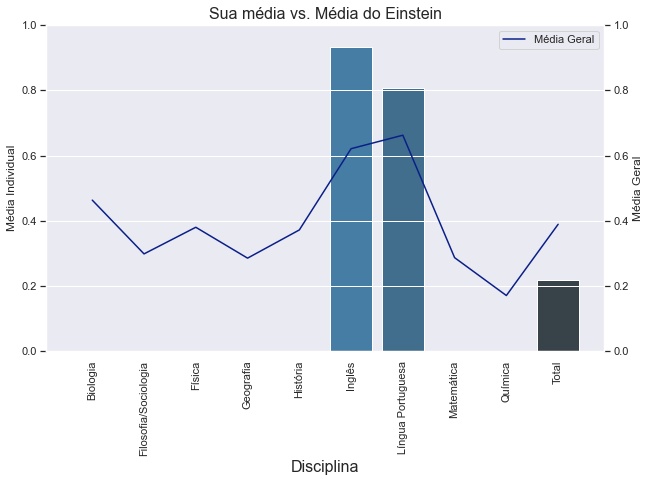 Sua média vs. Média do Einstein
Média Geral
1.0
0.8
0.6
0.4
0.2
0.0
Média Individual
1.0
0.8
0.6
0.4
0.2
0.0
Média Geral
Biologia
Filosofia/Sociologia
Física
Geografia
História
Inglês
Língua Portuguesa
Matemática
Química
Total
Disciplina